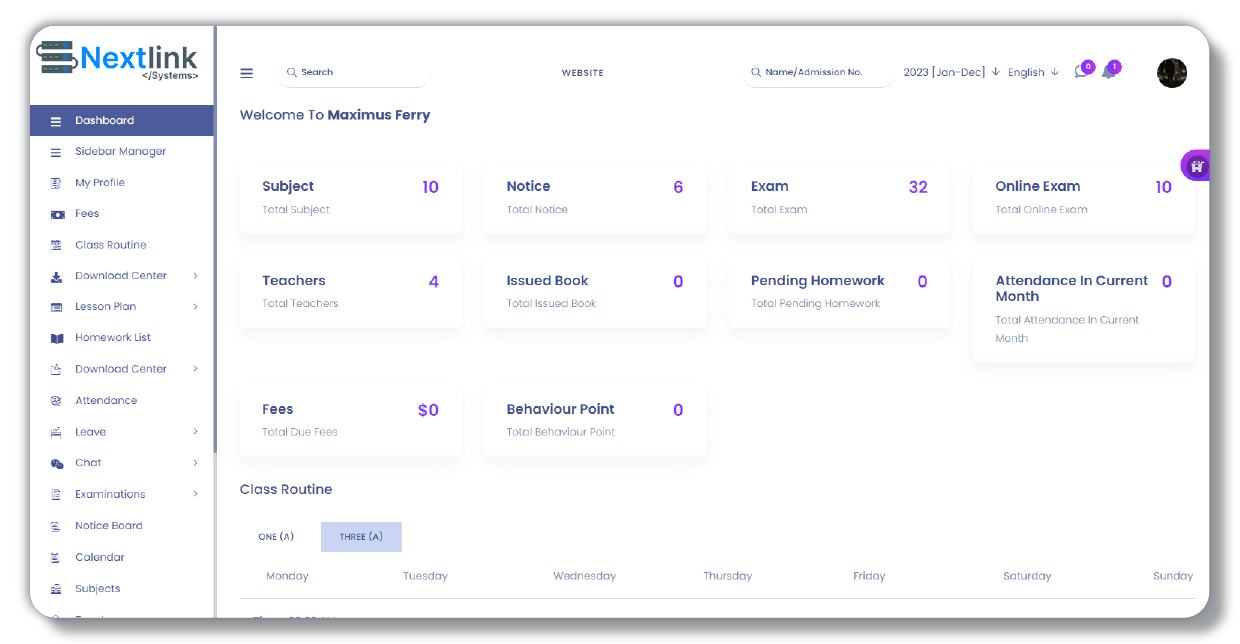 Nextlink
</Systems>
Search
WEBSITE
Name/Admission No.
2023 [Jan-Dec]
English
0
1
Welcome To Maximus Ferry
Dashboard
Sidebar Manager
My Profile
Fees
Class Routine
Download Center
Lesson Plan
Homework List
Download Center
Attendance
Leave
Chat
Examinations
Notice Board
Calendar
Subjects
Subject 10
Total Subject
Notice 6
Total Notice
Exam 32
Total Exam
Online Exam 10
Total Online Exam
Teachers 4
Total Teachers
Issued Book 0
Total Issued Book
Pending Homework 0
Total Pending Homework
Attendance In Current 0
Month
Total Attendance In Current
Month
Fees $0
Total Due Fees
Behaviour Point 0
Total Behaviour Point
Class Routine
ONE (A) THREE (A)
Monday Tuesday Wednesday Thursday Friday Saturday Sunday